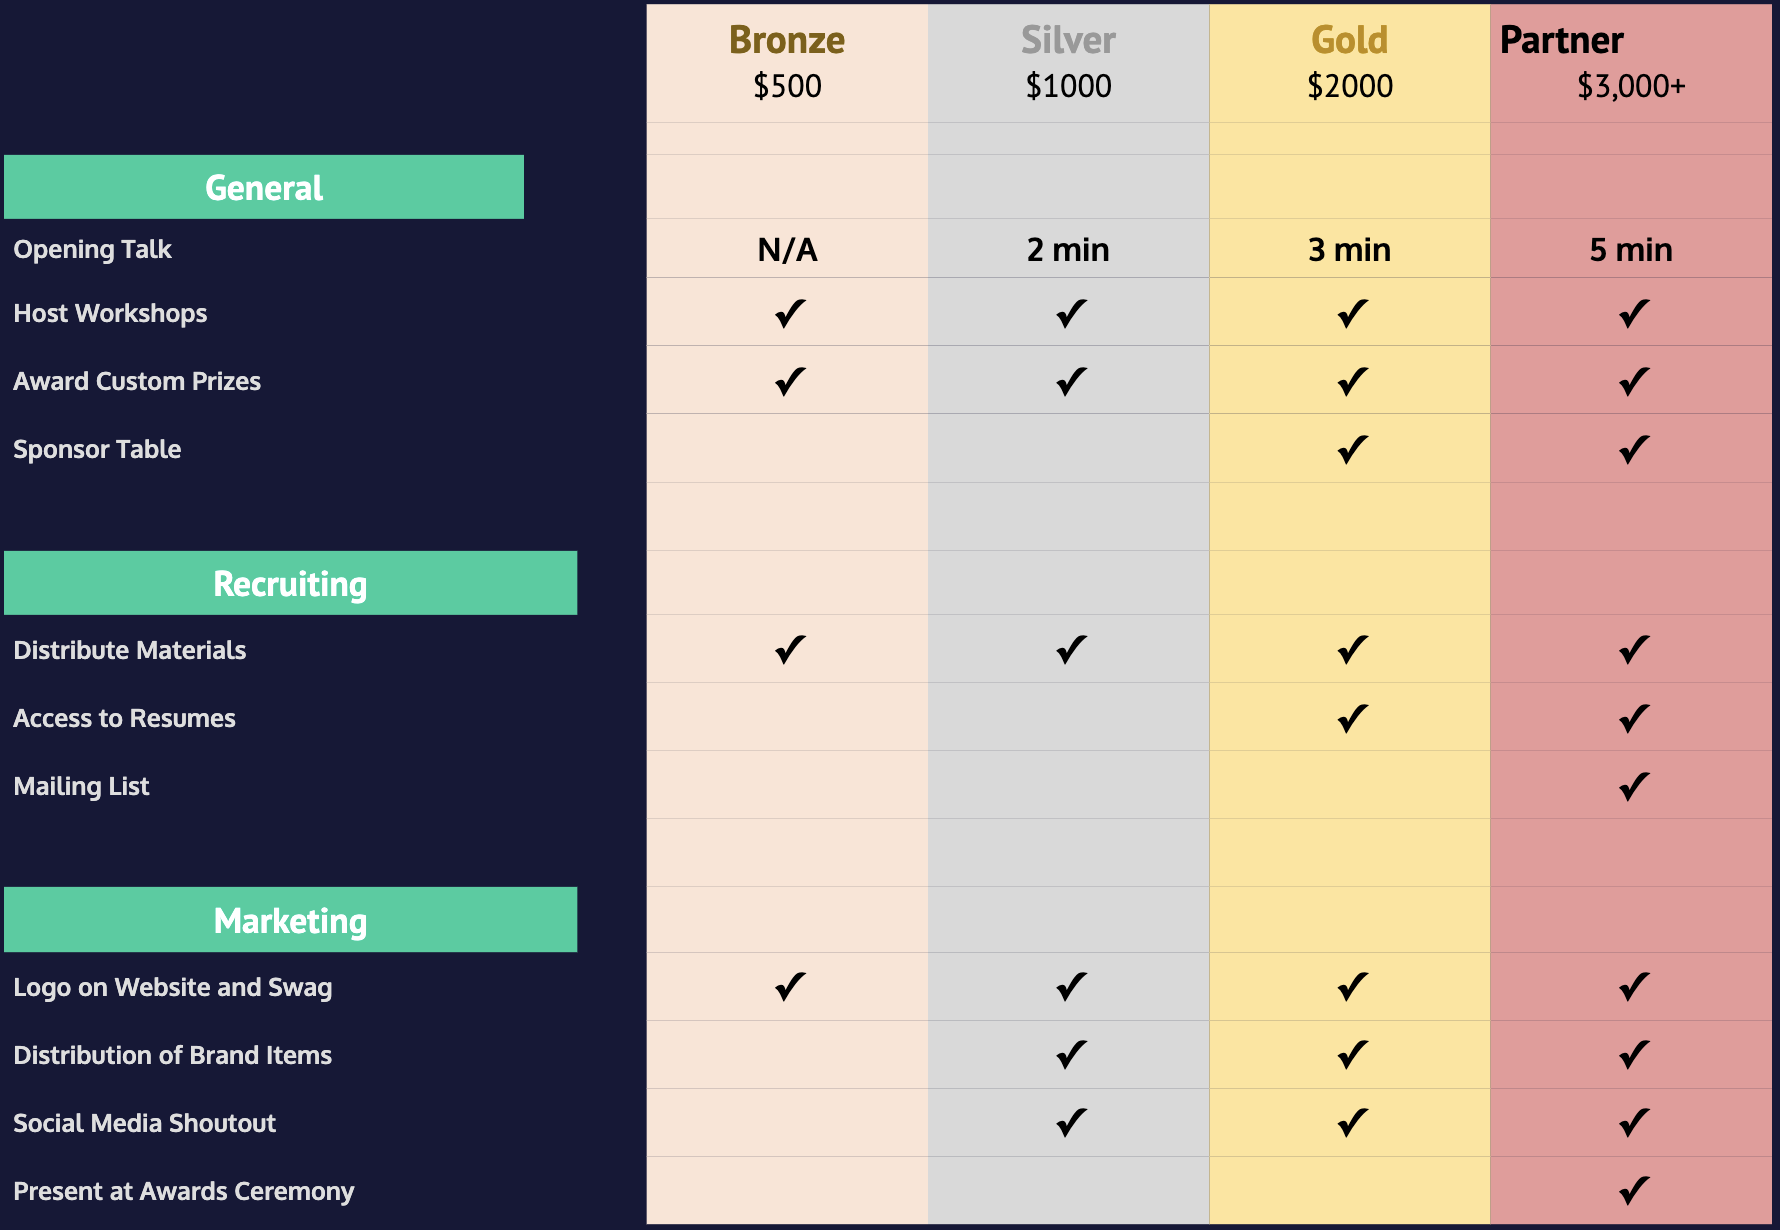 Bronze Silver Gold Partner
$500 $1000 $2000 $3,000+
General
Opening Talk N/A 2 min 3 min 5 min
Host Workshops ✓ ✓ ✓ ✓
Award Custom Prizes ✓ ✓ ✓ ✓
Sponsor Table ✓ ✓
Recruiting
Distribute Materials ✓ ✓ ✓ ✓
Access to Resumes ✓ ✓
Mailing List ✓
Marketing
Logo on Website and Swag ✓ ✓ ✓ ✓
Distribution of Brand Items ✓ ✓ ✓
Social Media Shoutout ✓ ✓ ✓
Present at Awards Ceremony ✓